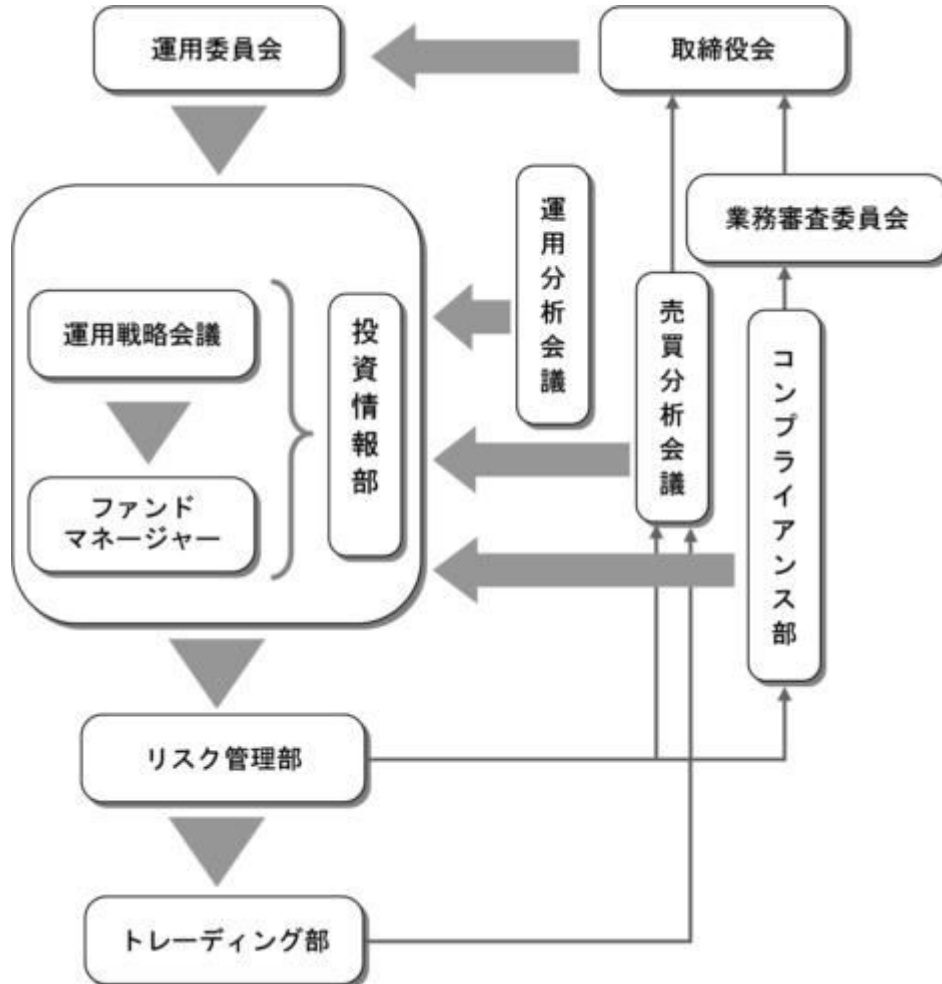 運用委員会
取締役会
運用分析会議
業務審査委員会
運用戦略会議
投資情報部
売買分析会議
コンプライアンス部
ファンド
マネージャー
リスク管理部
トレーディング部